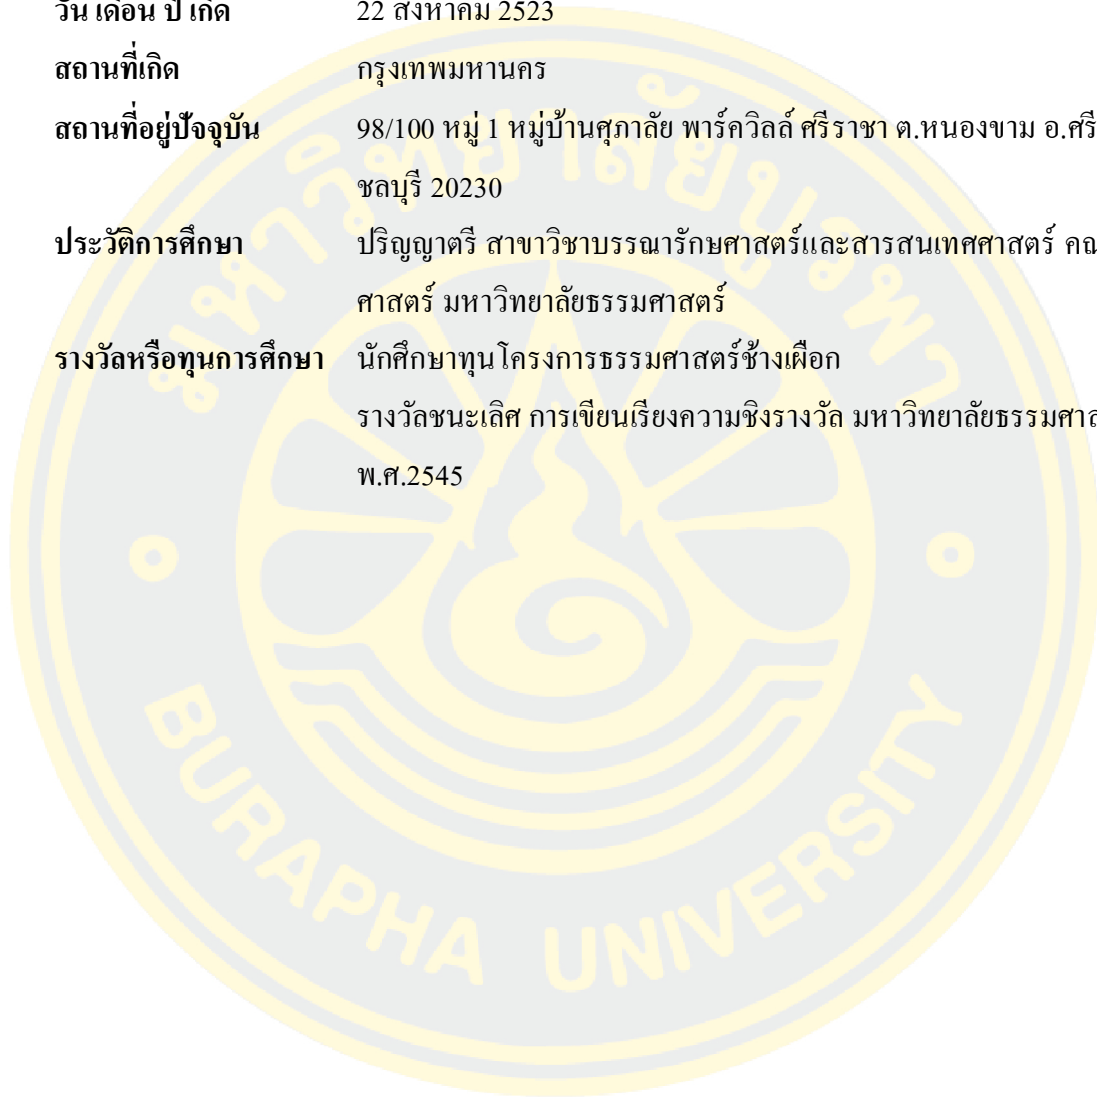 วัน เดือน ปี เกิด 22 สิงหาคม 2523
สถานที่เกิด กรุงเทพมหานคร
สถานที่อยู่ปัจจุบัน 98/100 หมู่ 1 หมู่บ้านศุภาลัย พาร์ควิลล์ ศรีราชา ต.หนองขาม อ.ศรี
ชลบุรี 20230
ประวัติการศึกษา ปริญญาตรี สาขาวิชาบรรณารักษศาสตร์และสารสนเทศศาสตร์ คณ
ศาสตร์ มหาวิทยาลัยธรรมศาสตร์
รางวัลหรือทุนการศึกษา นักศึกษาทุนโครงการธรรมศาสตร์ช้างเผือก
รางวัลชนะเลิศ การเขียนเรียงความชิงรางวัล มหาวิทยาลัยธรรมศาส
พ.ศ.2545
มหาวิทยาลัยบูรพา
BURAPHA UNIVERSITY